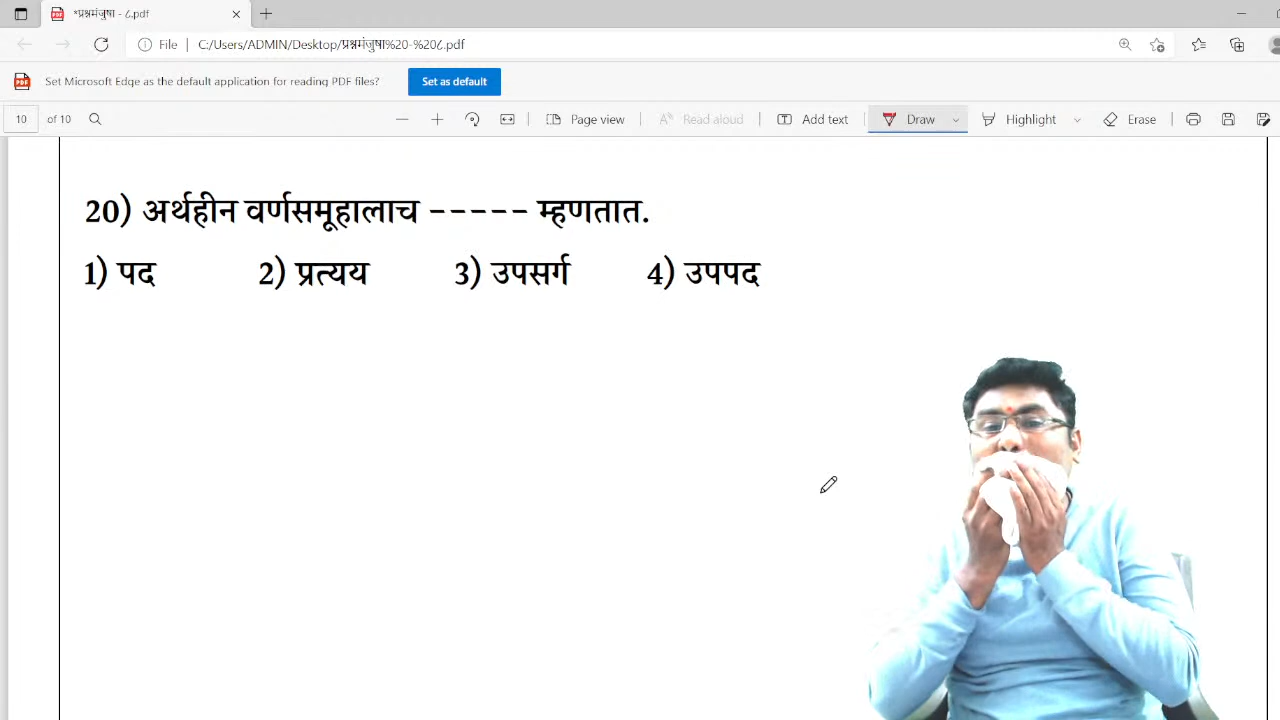 *प्रश्नमंजुषा - ८.pdf
File C:/Users/ADMIN/Desktop/प्रश्नमंजुषा%20-%20८.pdf
Set Microsoft Edge as the default application for reading PDF files? Set as default
10 of 10 Page view Read aloud Add text Draw Highlight Erase
20) अर्थहीन वर्णसमूहालाच ----- म्हणतात.
1) पद 2) प्रत्यय 3) उपसर्ग 4) उपपद